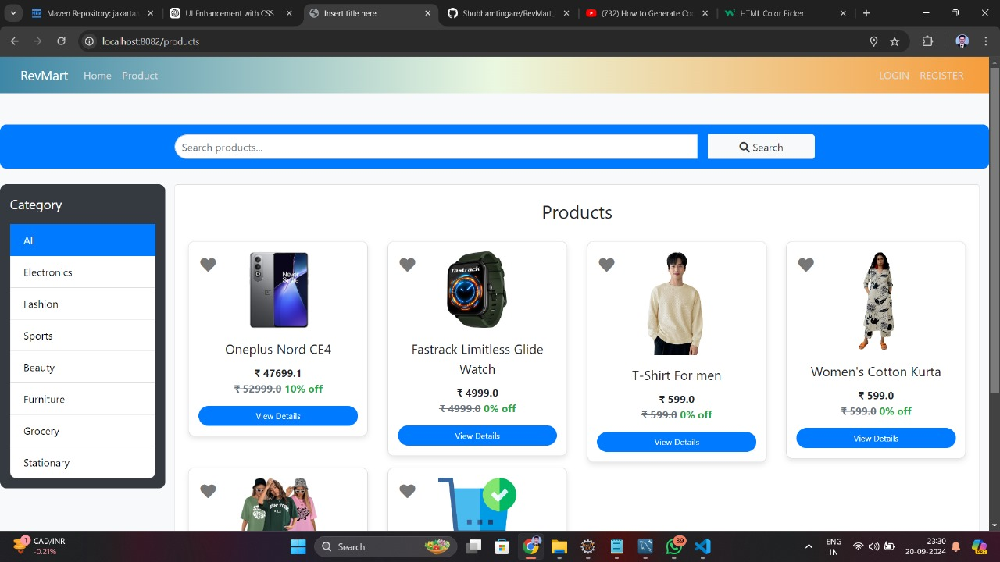 Maven Repository: jakarta.
UI Enhancement with CSS
Insert title here
Shubhamtingare/RevMart
(732) How to Generate Co
HTML Color Picker
localhost:8082/products
RevMart Home Product LOGIN REGISTER
Search products...
Search
Category
All
Electronics
Fashion
Sports
Beauty
Furniture
Grocery
Stationary
Products
Oneplus Nord CE4
₹ 47699.1
₹ 52999.0 10% off
View Details
fastrack
Fastrack Limitless Glide
Watch
₹ 4999.0
₹ 4999.0 0% off
View Details
T-Shirt For men
₹ 599.0
₹ 599.0 0% off
View Details
Women's Cotton Kurta
₹ 599.0
₹ 599.0 0% off
View Details
NEW YORK
1
CAD/INR
-0.21%
Search
39
ENG
IN
23:30
20-09-2024
PRE